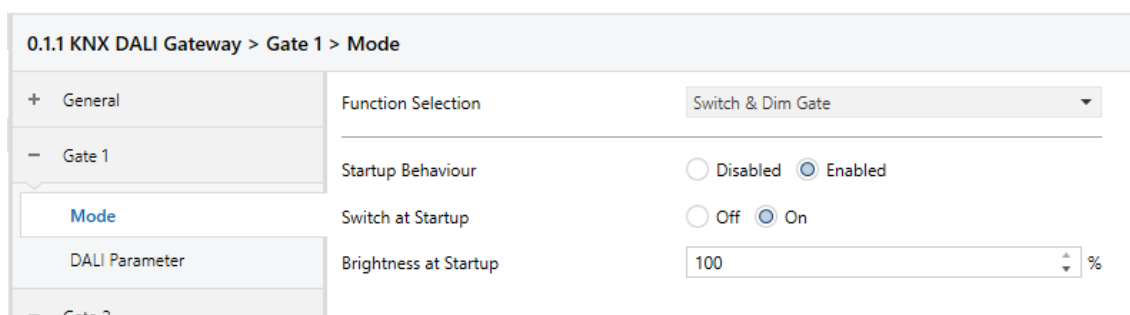 0.1.1 KNX DALI Gateway > Gate 1 > Mode
+ General
Function Selection Switch & Dim Gate
− Gate 1
Startup Behaviour Disabled Enabled
Mode
Switch at Startup Off On
DALI Parameter
Brightness at Startup 100 %